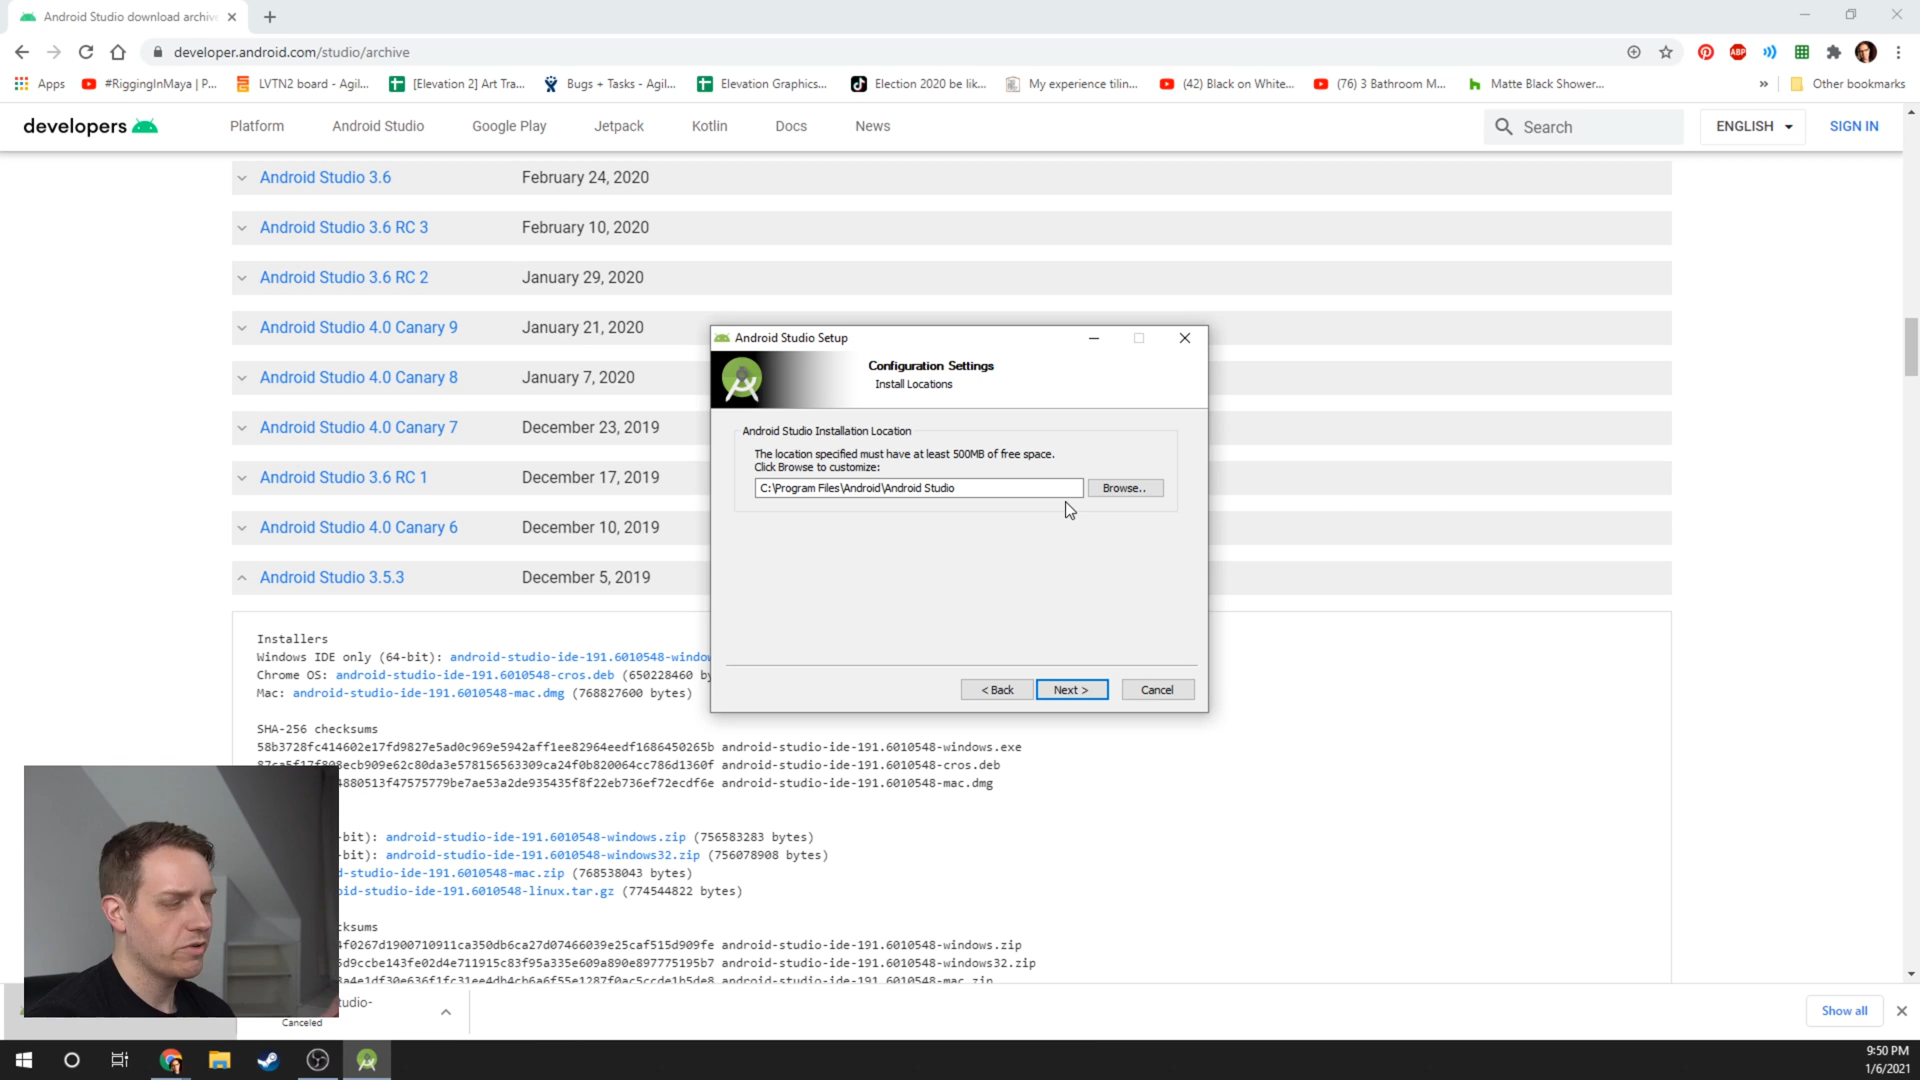 Android Studio download archive
developer.android.com/studio/archive
Apps
#RiggingInMaya | P...
LVTN2 board - Agil...
[Elevation 2] Art Tra...
Bugs + Tasks - Agil...
Elevation Graphics...
Election 2020 be lik...
My experience tilin...
(42) Black on White...
(76) 3 Bathroom M...
Matte Black Shower...
»
Other bookmarks
ABP
developers
Platform
Android Studio
Google Play
Jetpack
Kotlin
Docs
News
Search
ENGLISH
SIGN IN
Android Studio 3.6 February 24, 2020
Android Studio 3.6 RC 3 February 10, 2020
Android Studio 3.6 RC 2 January 29, 2020
Android Studio 4.0 Canary 9 January 21, 2020
Android Studio 4.0 Canary 8 January 7, 2020
Android Studio 4.0 Canary 7 December 23, 2019
Android Studio 3.6 RC 1 December 17, 2019
Android Studio 4.0 Canary 6 December 10, 2019
Android Studio 3.5.3 December 5, 2019
Android Studio Setup
Configuration Settings
Install Locations
Android Studio Installation Location
The location specified must have at least 500MB of free space.
Click Browse to customize:
C:\Program Files\Android\Android Studio
Browse..
< Back
Next >
Cancel
Installers
Windows IDE only (64-bit): android-studio-ide-191.6010548-window
Chrome OS: android-studio-ide-191.6010548-cros.deb (650228460 by
Mac: android-studio-ide-191.6010548-mac.dmg (768827600 bytes)
SHA-256 checksums
58b3728fc414602e17fd9827e5ad0c969e5942aff1ee82964eedf1686450265b android-studio-ide-191.6010548-windows.exe
ecb909e62c80da3e578156563309ca24f0b820064cc786d1360f android-studio-ide-191.6010548-cros.deb
4880513f47575779be7ae53a2de935435f8f22eb736ef72ecdf6e android-studio-ide-191.6010548-mac.dmg
-bit): android-studio-ide-191.6010548-windows.zip (756583283 bytes)
-bit): android-studio-ide-191.6010548-windows32.zip (756078908 bytes)
d-studio-ide-191.6010548-mac.zip (768538043 bytes)
oid-studio-ide-191.6010548-linux.tar.gz (774544822 bytes)
cksums
4f0267d1900710911ca350db6ca27d07466039e25caf515d909fe android-studio-ide-191.6010548-windows.zip
5d9ccbe143fe02d4e711915c83f95a335e609a890e897775195b7 android-studio-ide-191.6010548-windows32.zip
android-studio-ide-191.6010548-mac.zip
tudio-
Canceled
Show all
9:50 PM
1/6/2021